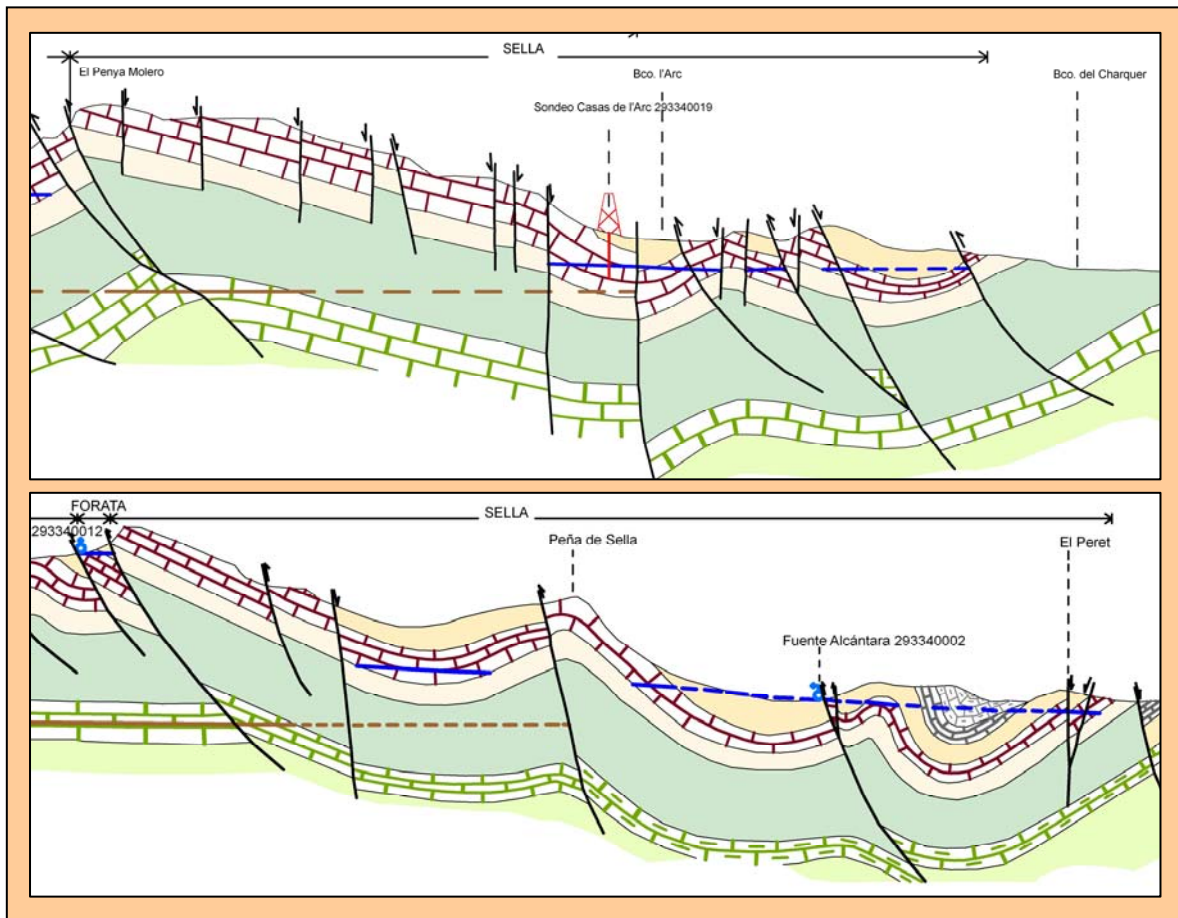 SELLA
El Penya Molero
Bco. l'Arc
Bco. del Charquer
Sondeo Casas de l'Arc 293340019
FORATA
SELLA
293340012
Peña de Sella
El Peret
Fuente Alcántara 293340002